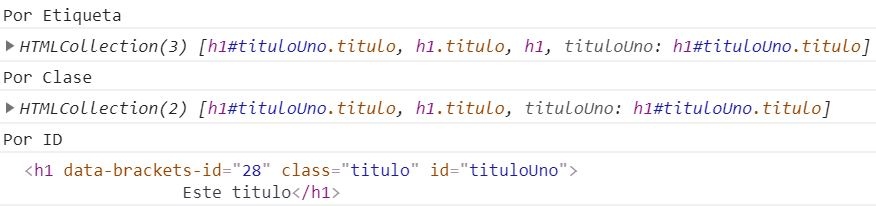 Por Etiqueta
▶HTMLCollection(3) [h1#tituloUno.titulo, h1.titulo, h1, tituloUno: h1#tituloUno.titulo]
Por Clase
▶HTMLCollection(2) [h1#tituloUno.titulo, h1.titulo, tituloUno: h1#tituloUno.titulo]
Por ID
<h1 data-brackets-id="28" class="titulo" id="tituloUno">
Este titulo</h1>